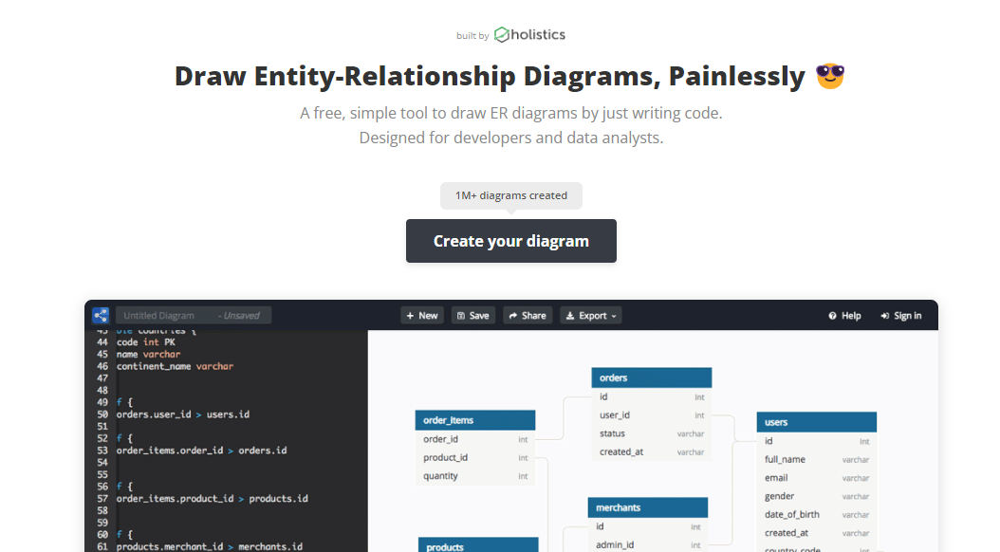 built by holistics
Draw Entity-Relationship Diagrams, Painlessly 😎
A free, simple tool to draw ER diagrams by just writing code.
Designed for developers and data analysts.
1M+ diagrams created
Create your diagram
Untitled Diagram - Unsaved
+ New Save Share Export Help Sign in
44 code int PK
45 name varchar
46 continent_name varchar
47
48
49 f {
50 orders.user_id > users.id
51
52 f {
53 order_items.order_id > orders.id
54
55
56 f {
57 order_items.product_id > products.id
58
59
60 f {
61 products.merchant_id > merchants.id
order_items
order_id int
product_id int
quantity int
products
orders
id int
user_id int
status varchar
created_at varchar
merchants
id int
admin_id int
users
id int
full_name varchar
email varchar
gender varchar
date_of_birth varchar
created_at varchar
country_code int